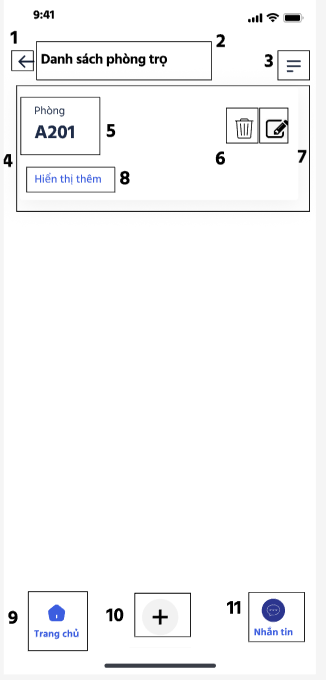 9:41
1
2
Danh sách phòng trọ
3
Phòng
A201
5
4
6
7
Hiển thị thêm
8
9
Trang chủ
10
11
Nhắn tin